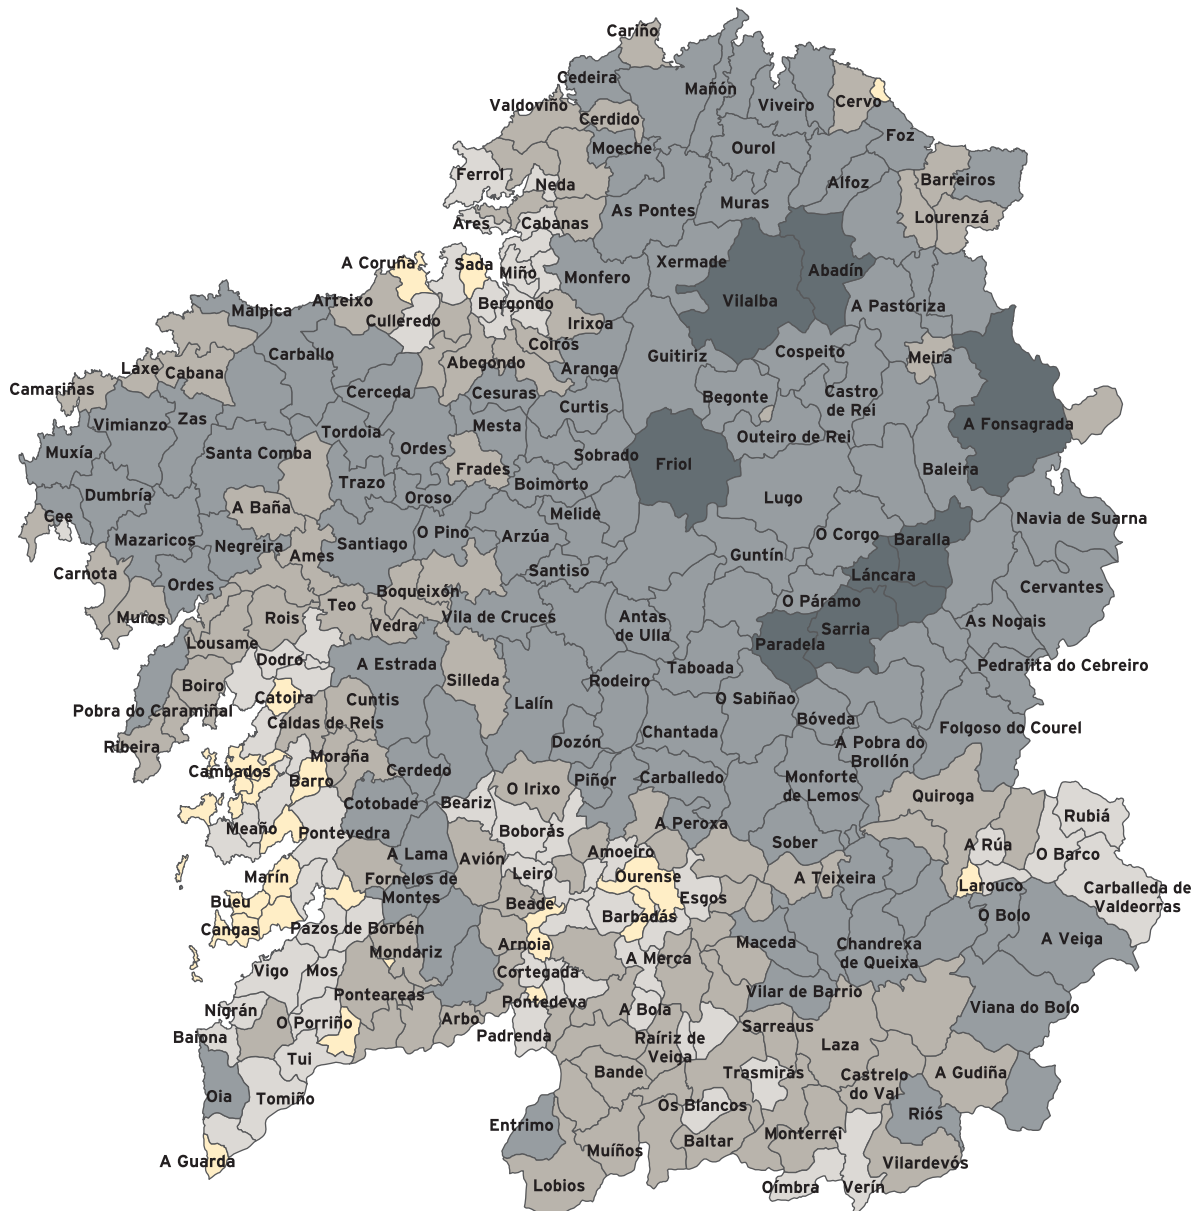 Cariño
Cedeira
Mañón
Valdoviño
Viveiro
Cervo
Cerdido
Foz
Moeche
Ourol
Ferrol
Neda
Alfoz
Barreiros
Muras
As Pontes
Lourenzá
Ares
Cabanas
A Coruña
Sada
Miño
Xermade
Monfero
Abadín
Arteixo
Bergondo
Vilalba
A Pastoriza
Malpica
Culleredo
Irixoa
Coirós
Carballo
Guitiriz
Cospeito
Meira
Laxe
Cabana
Abegondo
Aranga
Camariñas
Cerceda
Cesuras
Begonte
Castro
de Rei
Curtis
Vimianzo
Zas
Tordoia
Mesta
A Fonsagrada
Outeiro de Rei
Muxía
Santa Comba
Ordes
Sobrado
Friol
Frades
Baleira
Trazo
Boimorto
Dumbría
Oroso
Lugo
A Baña
Melide
Cee
Navia de Suarna
Mazaricos
Negreira
Santiago
O Pino
Arzúa
O Corgo
Baralla
Ames
Guntín
Carnota
Santiso
Láncara
Ordes
Boqueixón
Cervantes
O Páramo
Muros
Rois
Teo
Vedra
Vila de Cruces
Antas
de Ulla
Sarria
As Nogais
Lousame
Paradela
Dodro
A Estrada
Taboada
Pedrafita do Cebreiro
Boiro
Silleda
Rodeiro
Catoira
Cuntis
Lalín
O Sabiñao
Pobra do Caramiñal
Caldas de Reis
Bóveda
Chantada
Folgoso do Courel
Ribeira
Dozón
A Pobra do
Brollón
Moraña
Cambados
Barro
Cerdedo
Piñor
Carballedo
Monforte
de Lemos
O Irixo
Quiroga
Cotobade
Beariz
Rubiá
Meaño
Pontevedra
Boborás
A Peroxa
Sober
A Rúa
A Lama
Avión
Amoeiro
O Barco
Marín
Fornelos de
Montes
Leiro
Ourense
A Teixeira
Larouco
Carballeda de
Valdeorras
Bueu
Beade
Esgos
Cangas
Pazos de Borbén
Barbadás
O Bolo
Arnoia
Maceda
Chandrexa
de Queixa
A Veiga
Mondariz
A Merca
Vigo
Mos
Cortegada
Ponteareas
Vilar de Barrio
Pontedeva
Viana do Bolo
Nigrán
A Bola
O Porriño
Arbo
Sarreaus
Baiona
Padrenda
Raíriz de
Veiga
Laza
Tui
Bande
Trasmirás
Castrelo
do Val
A Gudiña
Oia
Tomiño
Os Blancos
Riós
Entrimo
Monterrei
Baltar
Muíños
A Guarda
Vilardevós
Lobios
Oímbra
Verín